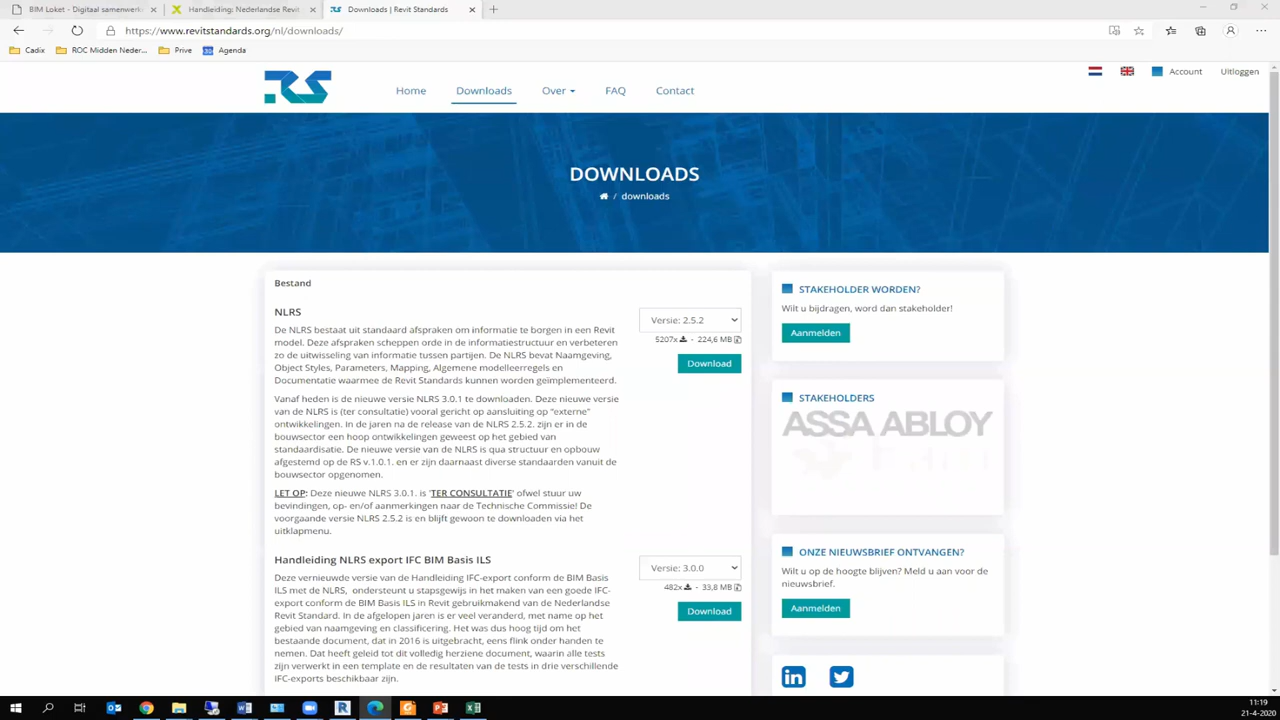 BIM Loket - Digitaal samenwerk
Handleiding: Nederlandse Revit
Downloads | Revit Standards
https://www.revitstandards.org/nl/downloads/
Cadix
ROC Midden Neder...
Prive
Agenda
Account
Uitloggen
RS
Home
Downloads
Over
FAQ
Contact
DOWNLOADS
/ downloads
Bestand
NLRS
De NLRS bestaat uit standaard afspraken om informatie te borgen in een Revit
model. Deze afspraken scheppen orde in de informatiestructuur en verbeteren
zo de uitwisseling van informatie tussen partijen. De NLRS bevat Naamgeving,
Object Styles, Parameters, Mapping, Algemene modelleerregels en
Documentatie waarmee de Revit Standards kunnen worden geïmplementeerd.
Vanaf heden is de nieuwe versie NLRS 3.0.1 te downloaden. Deze nieuwe versie
van de NLRS is (ter consultatie) vooral gericht op aansluiting op "externe"
ontwikkelingen. In de jaren na de release van de NLRS 2.5.2. zijn er in de
bouwsector een hoop ontwikkelingen geweest op het gebied van
standaardisatie. De nieuwe versie van de NLRS is qua structuur en opbouw
afgestemd op de RS v.1.0.1. en er zijn daarnaast diverse standaarden vanuit de
bouwsector opgenomen.
LET OP: Deze nieuwe NLRS 3.0.1. is 'TER CONSULTATIE' ofwel stuur uw
bevindingen, op- en/of aanmerkingen naar de Technische Commissie! De
voorgaande versie NLRS 2.5.2 is en blijft gewoon te downloaden via het
uitklapmenu.
Versie: 2.5.2
5207x - 224,6 MB
Download
Handleiding NLRS export IFC BIM Basis ILS
Deze vernieuwde versie van de Handleiding IFC-export conform de BIM Basis
ILS met de NLRS, ondersteunt u stapsgewijs in het maken van een goede IFC-
export conform de BIM Basis ILS in Revit gebruikmakend van de Nederlandse
Revit Standard. In de afgelopen jaren is er veel veranderd, met name op het
gebied van naamgeving en classificering. Het was dus hoog tijd om het
bestaande document, dat in 2016 is uitgebracht, eens flink onder handen te
nemen. Dat heeft geleid tot dit volledig herziene document, waarin alle tests
zijn verwerkt in een template en de resultaten van de tests in drie verschillende
IFC-exports beschikbaar zijn.
Versie: 3.0.0
482x - 33,8 MB
Download
STAKEHOLDER WORDEN?
Wilt u bijdragen, word dan stakeholder!
Aanmelden
STAKEHOLDERS
ASSA ABLOY
ONZE NIEUWSBRIEF ONTVANGEN?
Wilt u op de hoogte blijven? Meld u aan voor de
nieuwsbrief.
Aanmelden
11:19
21-4-2020